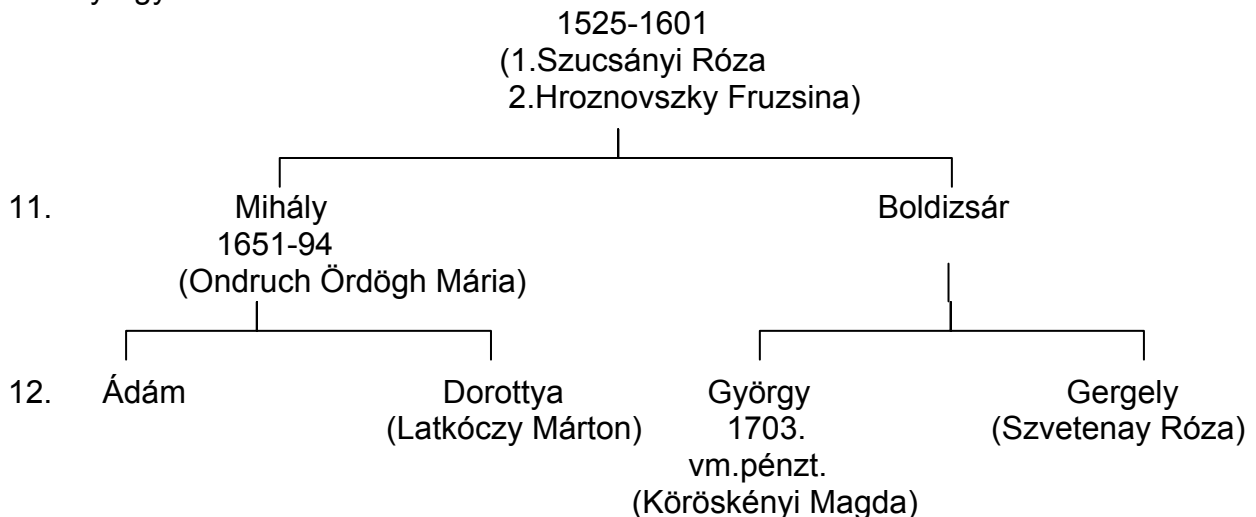 1525-1601
(1.Szucsányi Róza
2.Hroznovszky Fruzsina)
11. Mihály Boldizsár
1651-94
(Ondruch Ördögh Mária)
12. Ádám Dorottya György Gergely
(Latkóczy Márton) 1703. (Szvetenay Róza)
vm.pénzt.
(Köröskényi Magda)